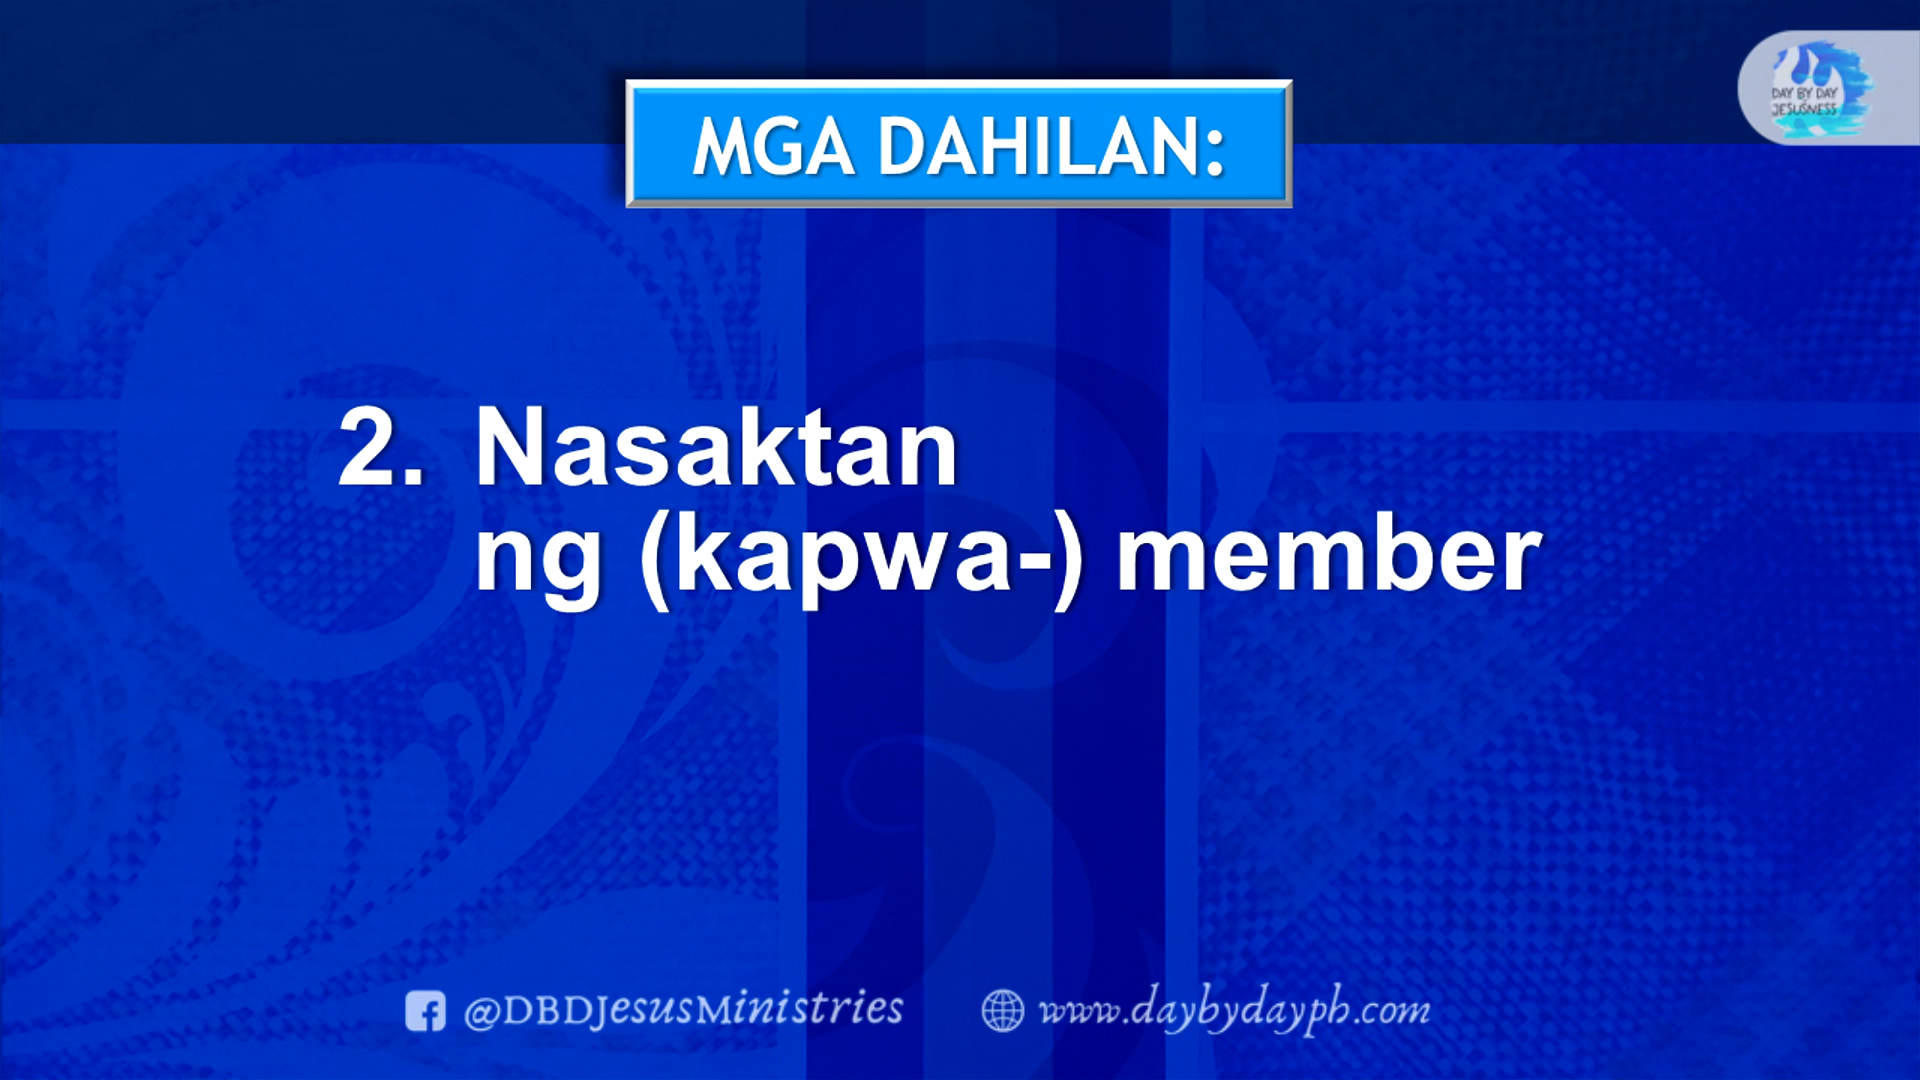 DAY BY DAY
JESUSNESS
MGA DAHILAN:
2. Nasaktan
ng (kapwa-) member
@DBDJesusMinistries
www.daybydayph.com